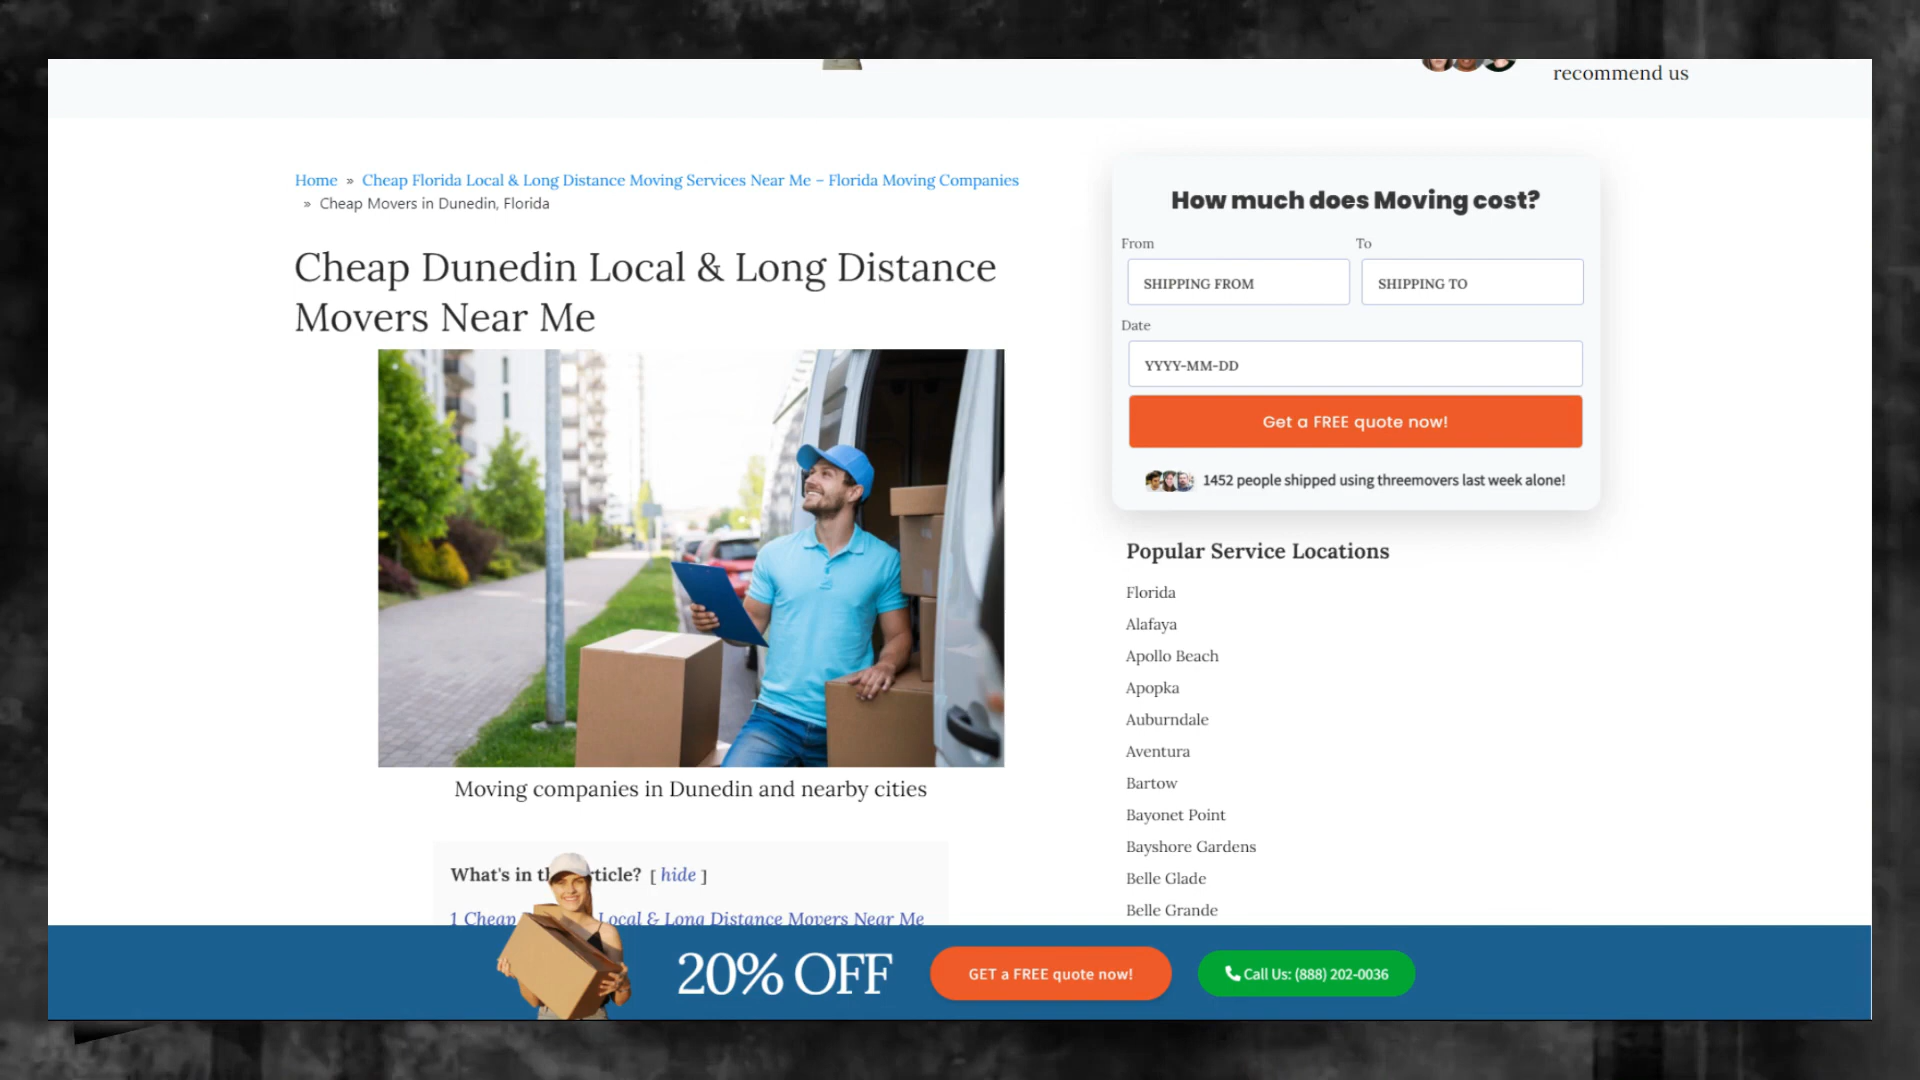 recommend us
Home » Cheap Florida Local & Long Distance Moving Services Near Me – Florida Moving Companies
» Cheap Movers in Dunedin, Florida
Cheap Dunedin Local & Long Distance
Movers Near Me
Moving companies in Dunedin and nearby cities
What's in th ticle? [ hide ]
1 Cheap Local & Long Distance Movers Near Me
How much does Moving cost?
From To
SHIPPING FROM SHIPPING TO
Date
YYYY-MM-DD
Get a FREE quote now!
1452 people shipped using threemovers last week alone!
Popular Service Locations
Florida
Alafaya
Apollo Beach
Apopka
Auburndale
Aventura
Bartow
Bayonet Point
Bayshore Gardens
Belle Glade
Belle Grande
20% OFF
GET a FREE quote now!
Call Us: (888) 202-0036